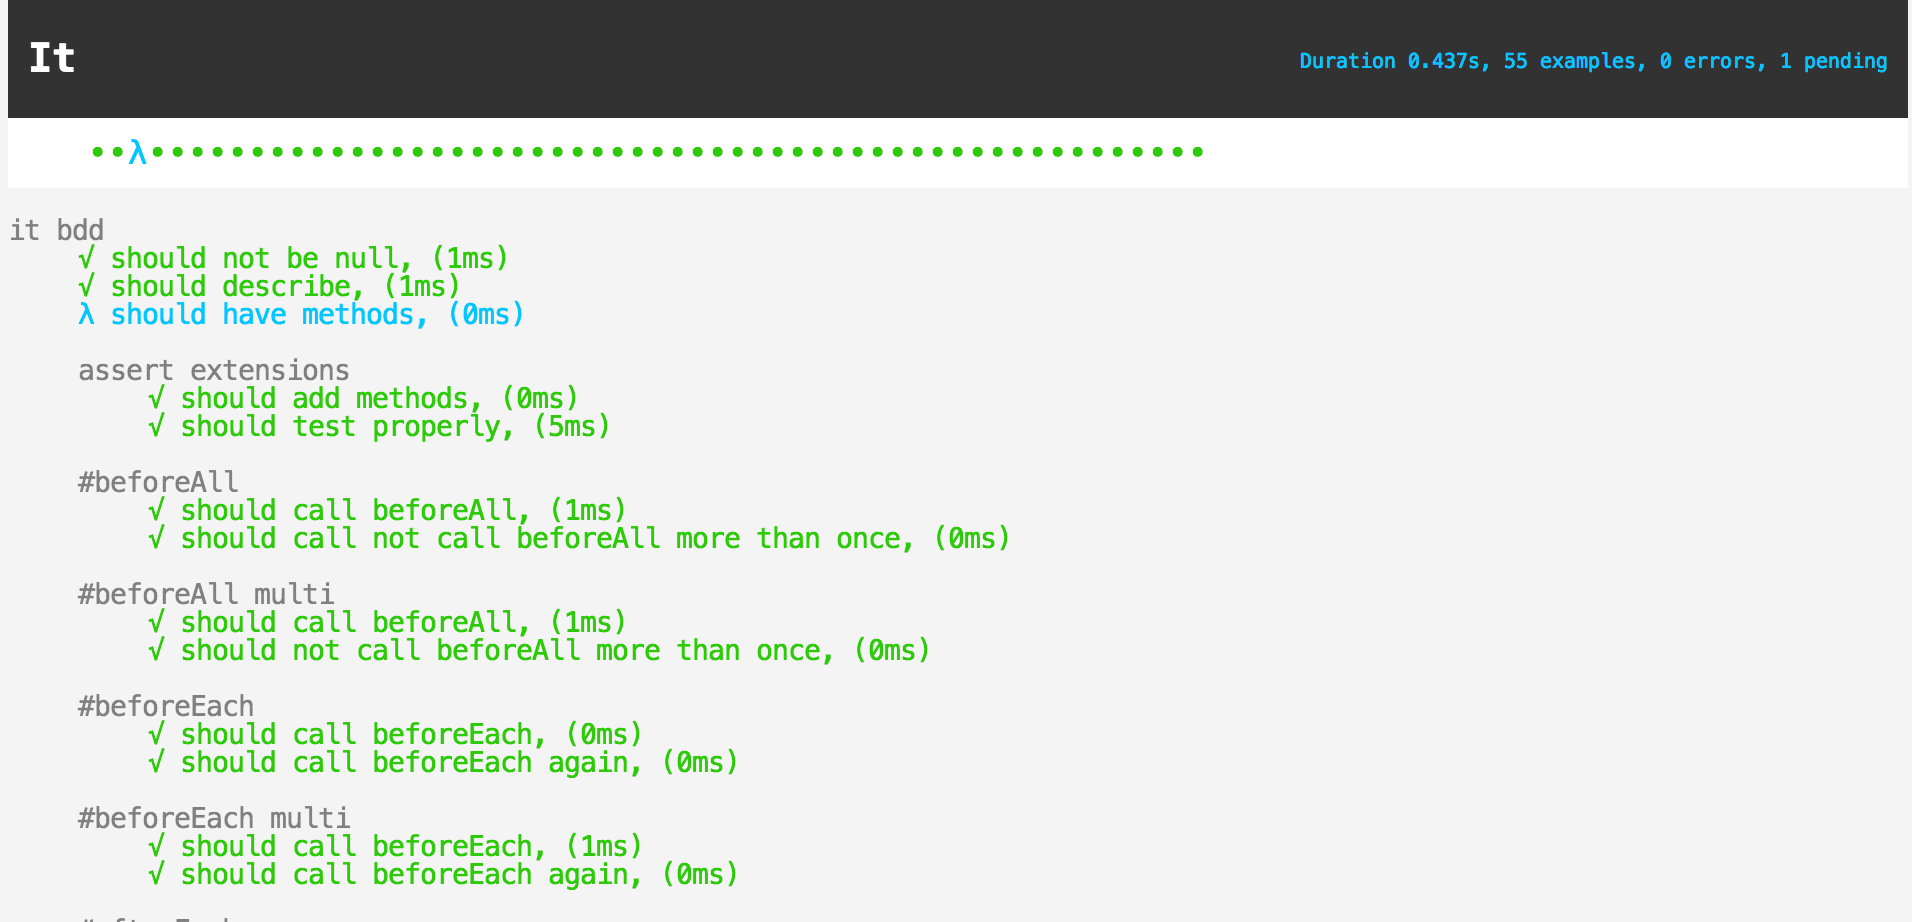 It
Duration 0.437s, 55 examples, 0 errors, 1 pending
••λ•••••••••••••••••••••••••••••••••••••••••••••••••••••
it bdd
√ should not be null, (1ms)
√ should describe, (1ms)
λ should have methods, (0ms)
assert extensions
√ should add methods, (0ms)
√ should test properly, (5ms)
#beforeAll
√ should call beforeAll, (1ms)
√ should call not call beforeAll more than once, (0ms)
#beforeAll multi
√ should call beforeAll, (1ms)
√ should not call beforeAll more than once, (0ms)
#beforeEach
√ should call beforeEach, (0ms)
√ should call beforeEach again, (0ms)
#beforeEach multi
√ should call beforeEach, (1ms)
√ should call beforeEach again, (0ms)